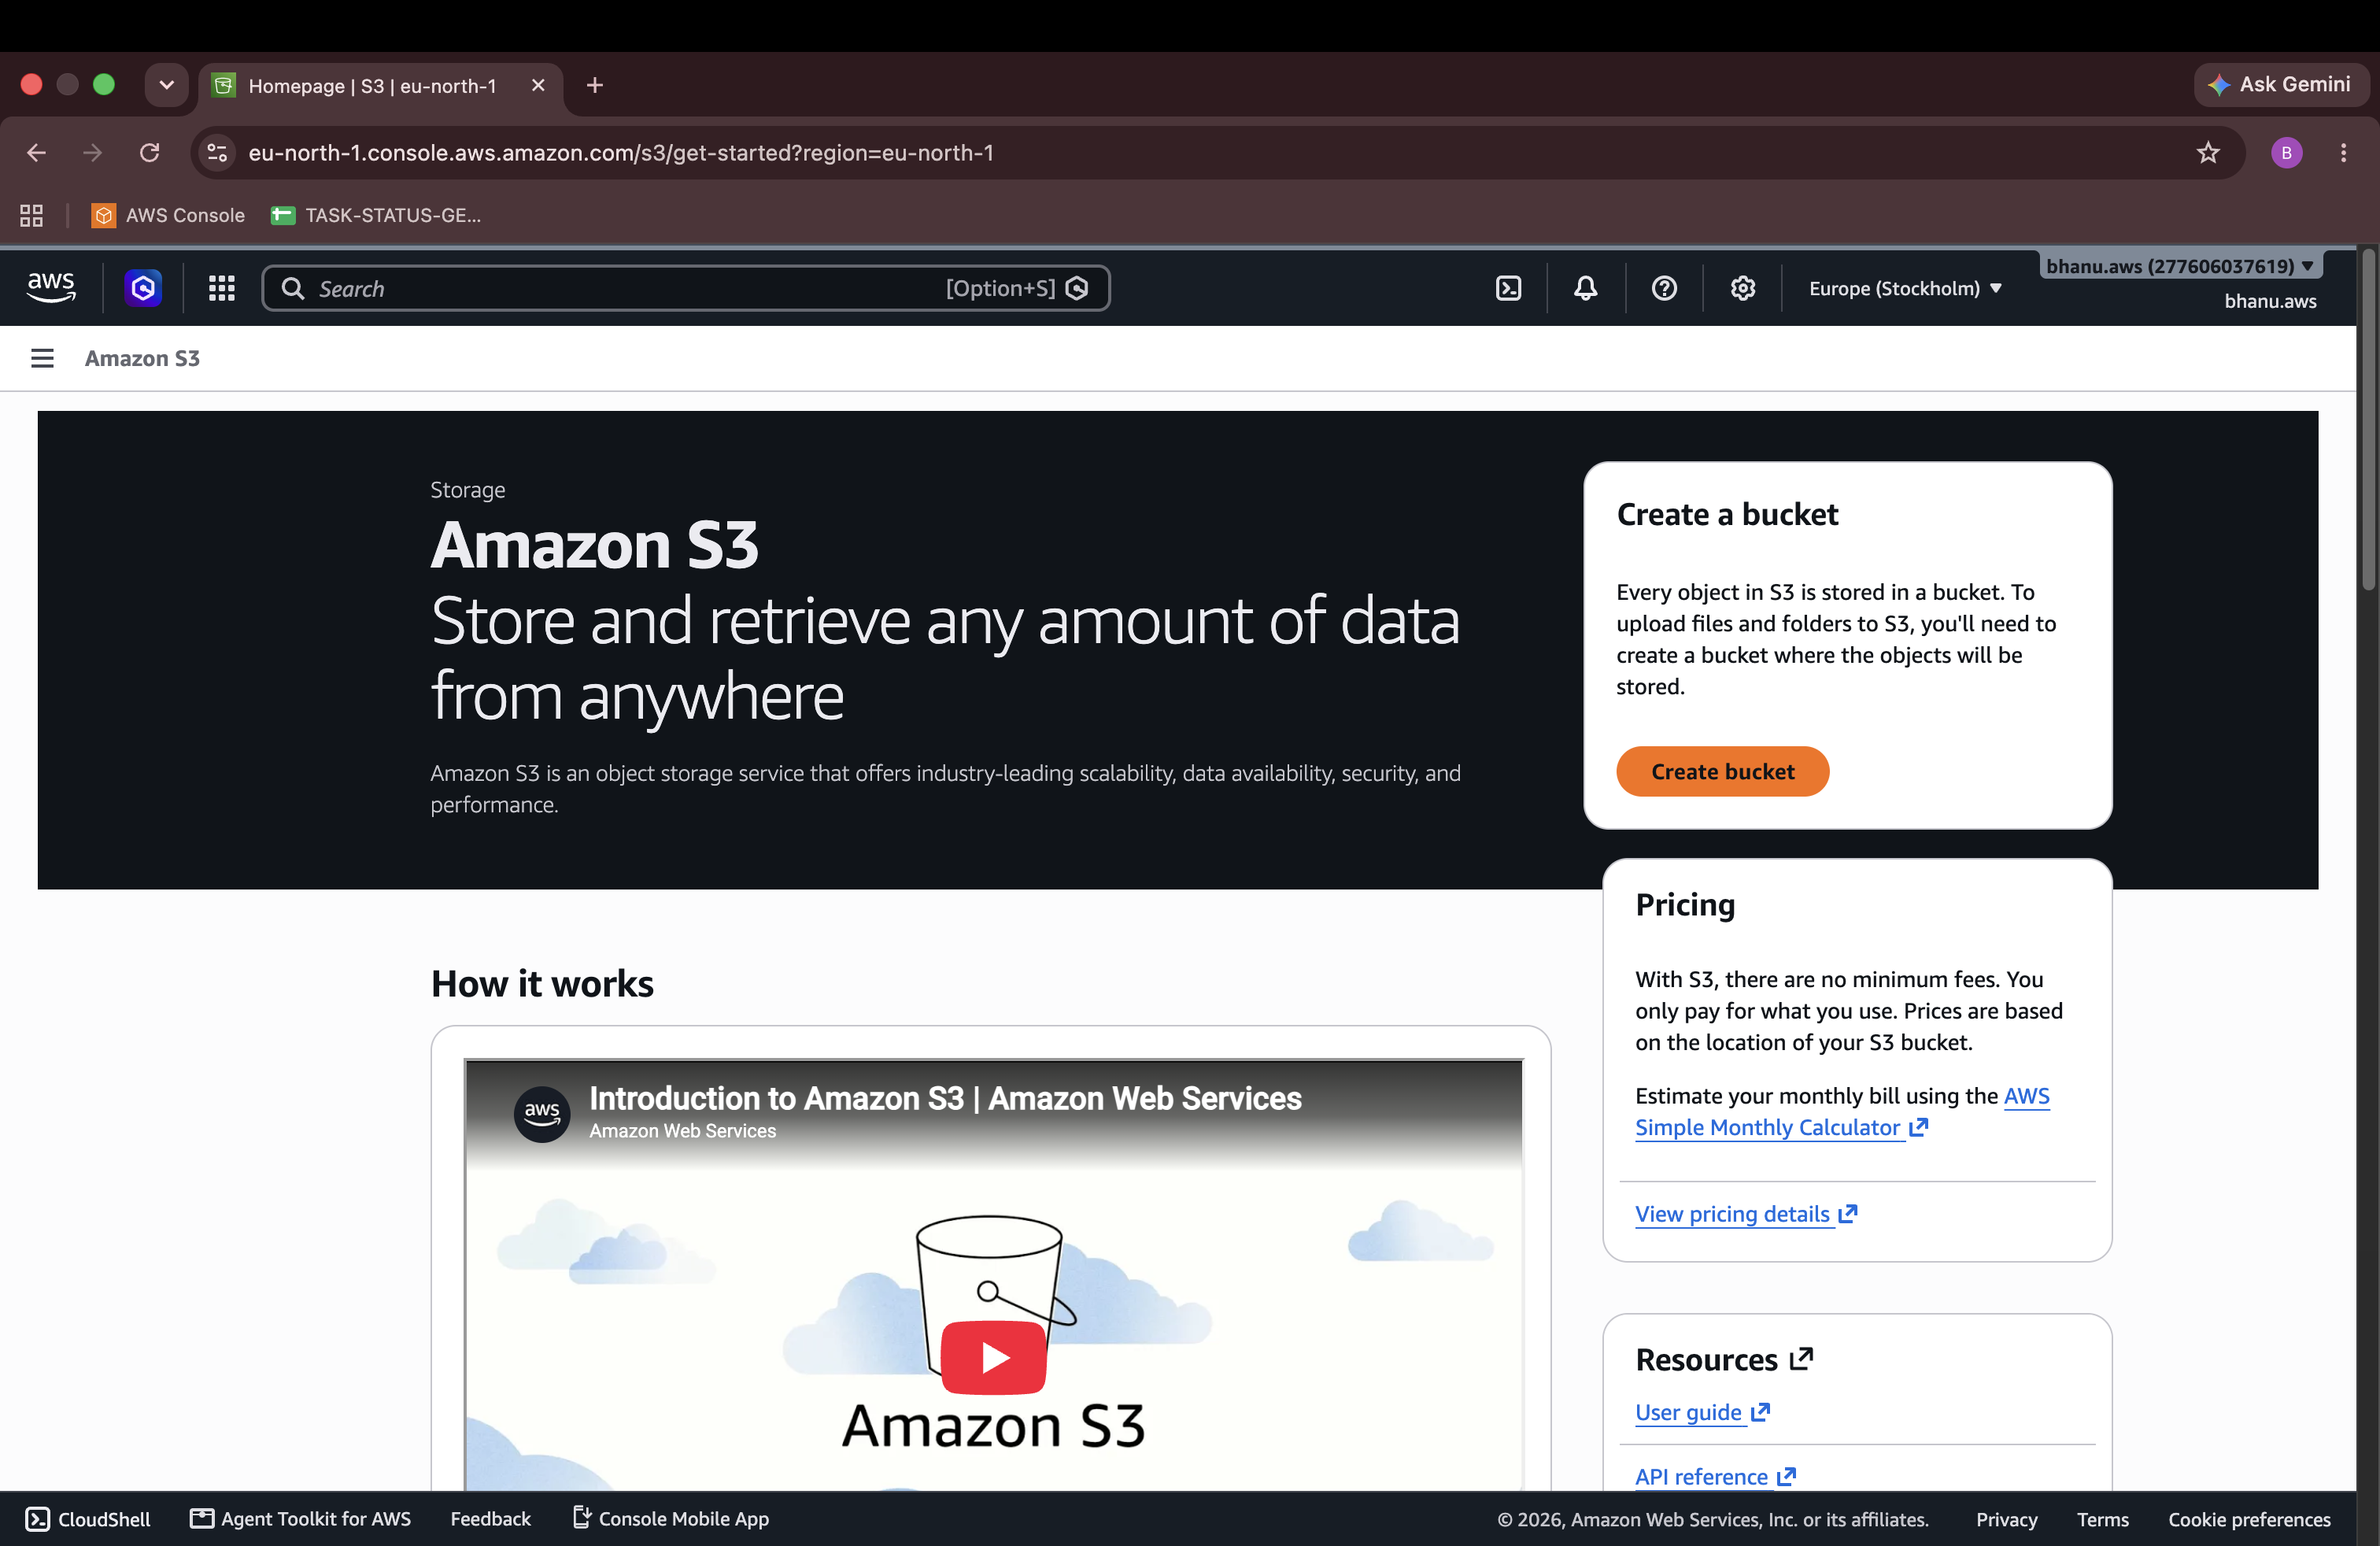 Homepage | S3 | eu-north-1
Ask Gemini
eu-north-1.console.aws.amazon.com/s3/get-started?region=eu-north-1
B
AWS Console
TASK-STATUS-GE...
aws
Search
[Option+S]
Europe (Stockholm)
bhanu.aws (277606037619)
bhanu.aws
Amazon S3
Storage
Amazon S3
Store and retrieve any amount of data
from anywhere
Amazon S3 is an object storage service that offers industry-leading scalability, data availability, security, and
performance.
Create a bucket
Every object in S3 is stored in a bucket. To
upload files and folders to S3, you'll need to
create a bucket where the objects will be
stored.
Create bucket
Pricing
With S3, there are no minimum fees. You
only pay for what you use. Prices are based
on the location of your S3 bucket.
Estimate your monthly bill using the AWS
Simple Monthly Calculator
View pricing details
How it works
aws
Introduction to Amazon S3 | Amazon Web Services
Amazon Web Services
Amazon S3
Resources
User guide
API reference
CloudShell
Agent Toolkit for AWS
Feedback
Console Mobile App
© 2026, Amazon Web Services, Inc. or its affiliates.
Privacy
Terms
Cookie preferences